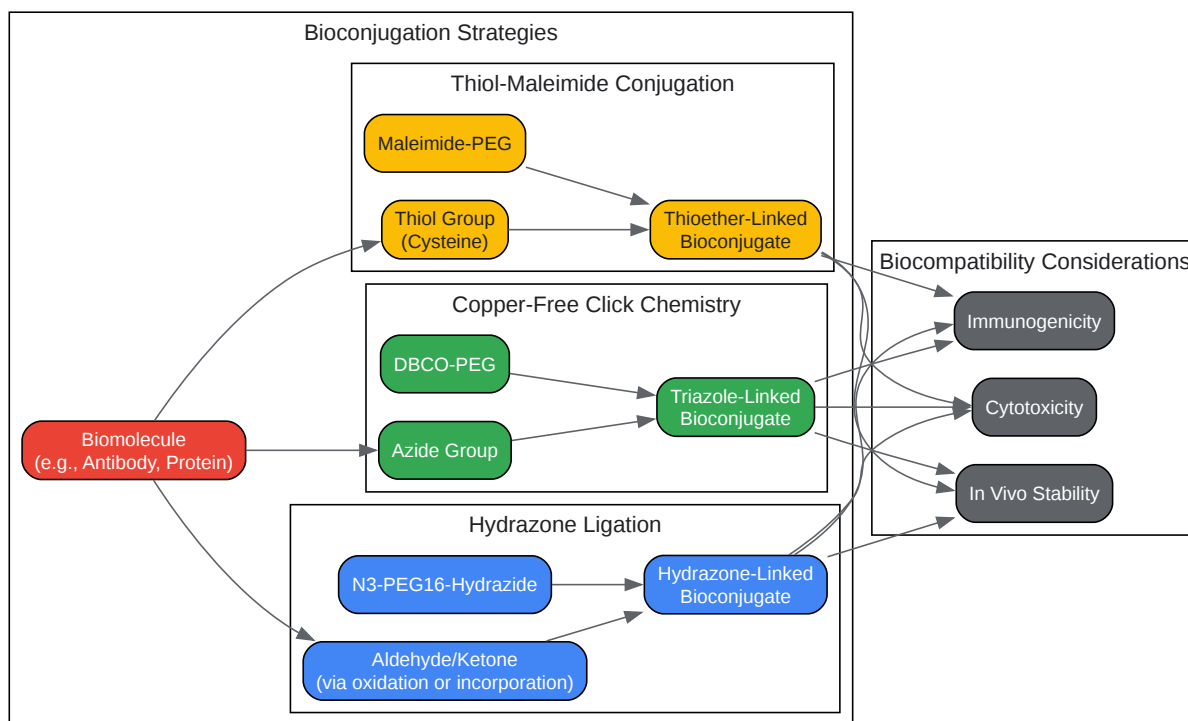 Bioconjugation Strategies
Thiol-Maleimide Conjugation
Maleimide-PEG
Thiol Group
(Cysteine)
Thioether-Linked
Bioconjugate
Copper-Free Click Chemistry
DBCO-PEG
Azide Group
Triazole-Linked
Bioconjugate
Biomolecule
(e.g., Antibody, Protein)
Hydrazone Ligation
N3-PEG16-Hydrazide
Aldehyde/Ketone
(via oxidation or incorporation)
Hydrazone-Linked
Bioconjugate
Biocompatibility Considerations
Immunogenicity
Cytotoxicity
In Vivo Stability